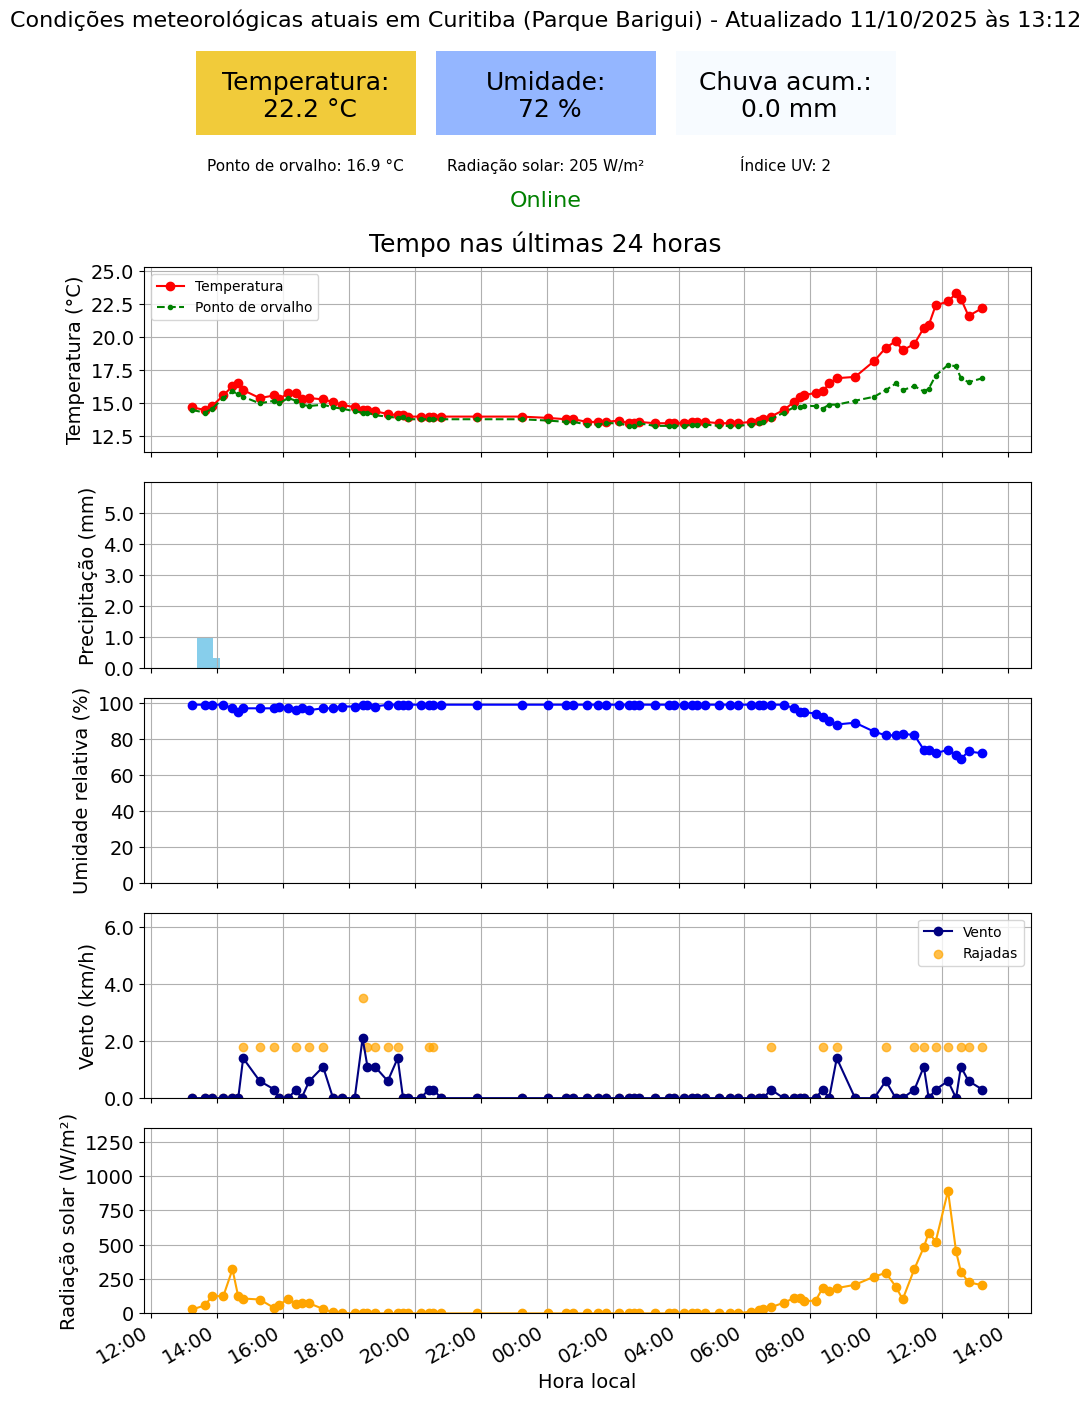 Condições meteorológicas atuais em Curitiba (Parque Barigui) - Atualizado 11/10/2025 às 13:12
Temperatura:
22.2 °C
Umidade:
72 %
Chuva acum.:
0.0 mm
Ponto de orvalho: 16.9 °C
Radiação solar: 205 W/m²
Índice UV: 2
Online
Tempo nas últimas 24 horas
Temperatura (°C)
25.0
22.5
20.0
17.5
15.0
12.5
Temperatura
Ponto de orvalho
Precipitação (mm)
5.0
4.0
3.0
2.0
1.0
0.0
Umidade relativa (%)
100
80
60
40
20
0
Vento (km/h)
6.0
4.0
2.0
0.0
Vento
Rajadas
Radiação solar (W/m²)
1250
1000
750
500
250
0
12:00
14:00
16:00
18:00
20:00
22:00
00:00
02:00
04:00
06:00
08:00
10:00
12:00
14:00
Hora local